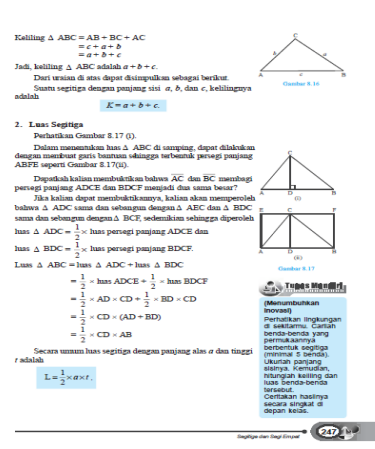 Keliling Δ ABC = AB + BC + AC
= c + a + b
= a + b + c
Jadi, keliling Δ ABC adalah a + b + c.
Dari uraian di atas dapat disimpulkan sebagai berikut.
Suatu segitiga dengan panjang sisi a, b, dan c, kelilingnya
adalah
K = a + b + c.
C
b
a
A
c
B
Gambar 8.16
2. Luas Segitiga
Perhatikan Gambar 8.17 (i).
Dalam menentukan luas Δ ABC di samping, dapat dilakukan
dengan membuat garis bantuan sehingga terbentuk persegi panjang
ABFE seperti Gambar 8.17(ii).
Dapatkah kalian membuktikan bahwa AC dan BC membagi
persegi panjang ADCE dan BDCF menjadi dua sama besar?
Jika kalian dapat membuktikannya, kalian akan memperoleh
bahwa Δ ADC sama dan sebangun dengan Δ AEC dan Δ BDC
sama dan sebangun dengan Δ BCF, sedemikian sehingga diperoleh
luas Δ ADC = 1/2 × luas persegi panjang ADCE dan
luas Δ BDC = 1/2 × luas persegi panjang BDCF.
Luas Δ ABC = luas Δ ADC + luas Δ BDC
= 1/2 × luas ADCE + 1/2 × luas BDCF
= 1/2 × AD × CD + 1/2 × BD × CD
= 1/2 × CD × (AD + BD)
= 1/2 × CD × AB
Secara umum luas segitiga dengan panjang alas a dan tinggi
t adalah
L = 1/2 × a × t.
C
A
D
B
(i)
E
C
F
A
D
B
(ii)
Gambar 8.17
Tugas Mandiri
(Menumbuhkan
inovasi)
Perhatikan lingkungan
di sekitarmu. Carilah
benda-benda yang
permukaannya
berbentuk segitiga
(minimal 5 benda).
Ukurlah panjang
sisinya. Kemudian,
hitunglah keliling dan
luas benda-benda
tersebut.
Ceritakan hasilnya
secara singkat di
depan kelas.
Segitiga dan Segi Empat
247